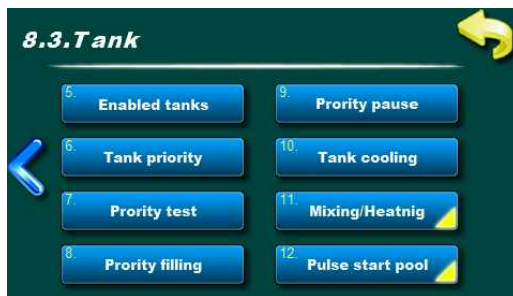 8.3.Tank
5. Enabled tanks
6. Tank priority
7. Prority test
8. Prority filling
9. Prority pause
10. Tank cooling
11. Mixing/Heatnig
12. Pulse start pool